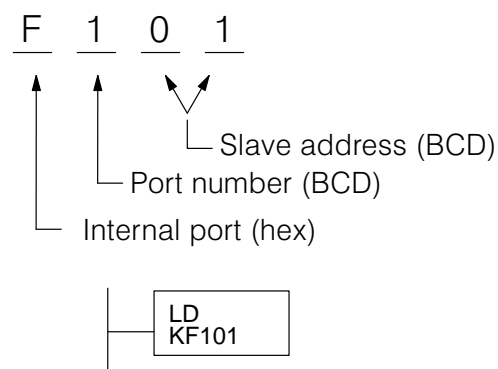 F 1 0 1
Slave address (BCD)
Port number (BCD)
Internal port (hex)
LD
KF101